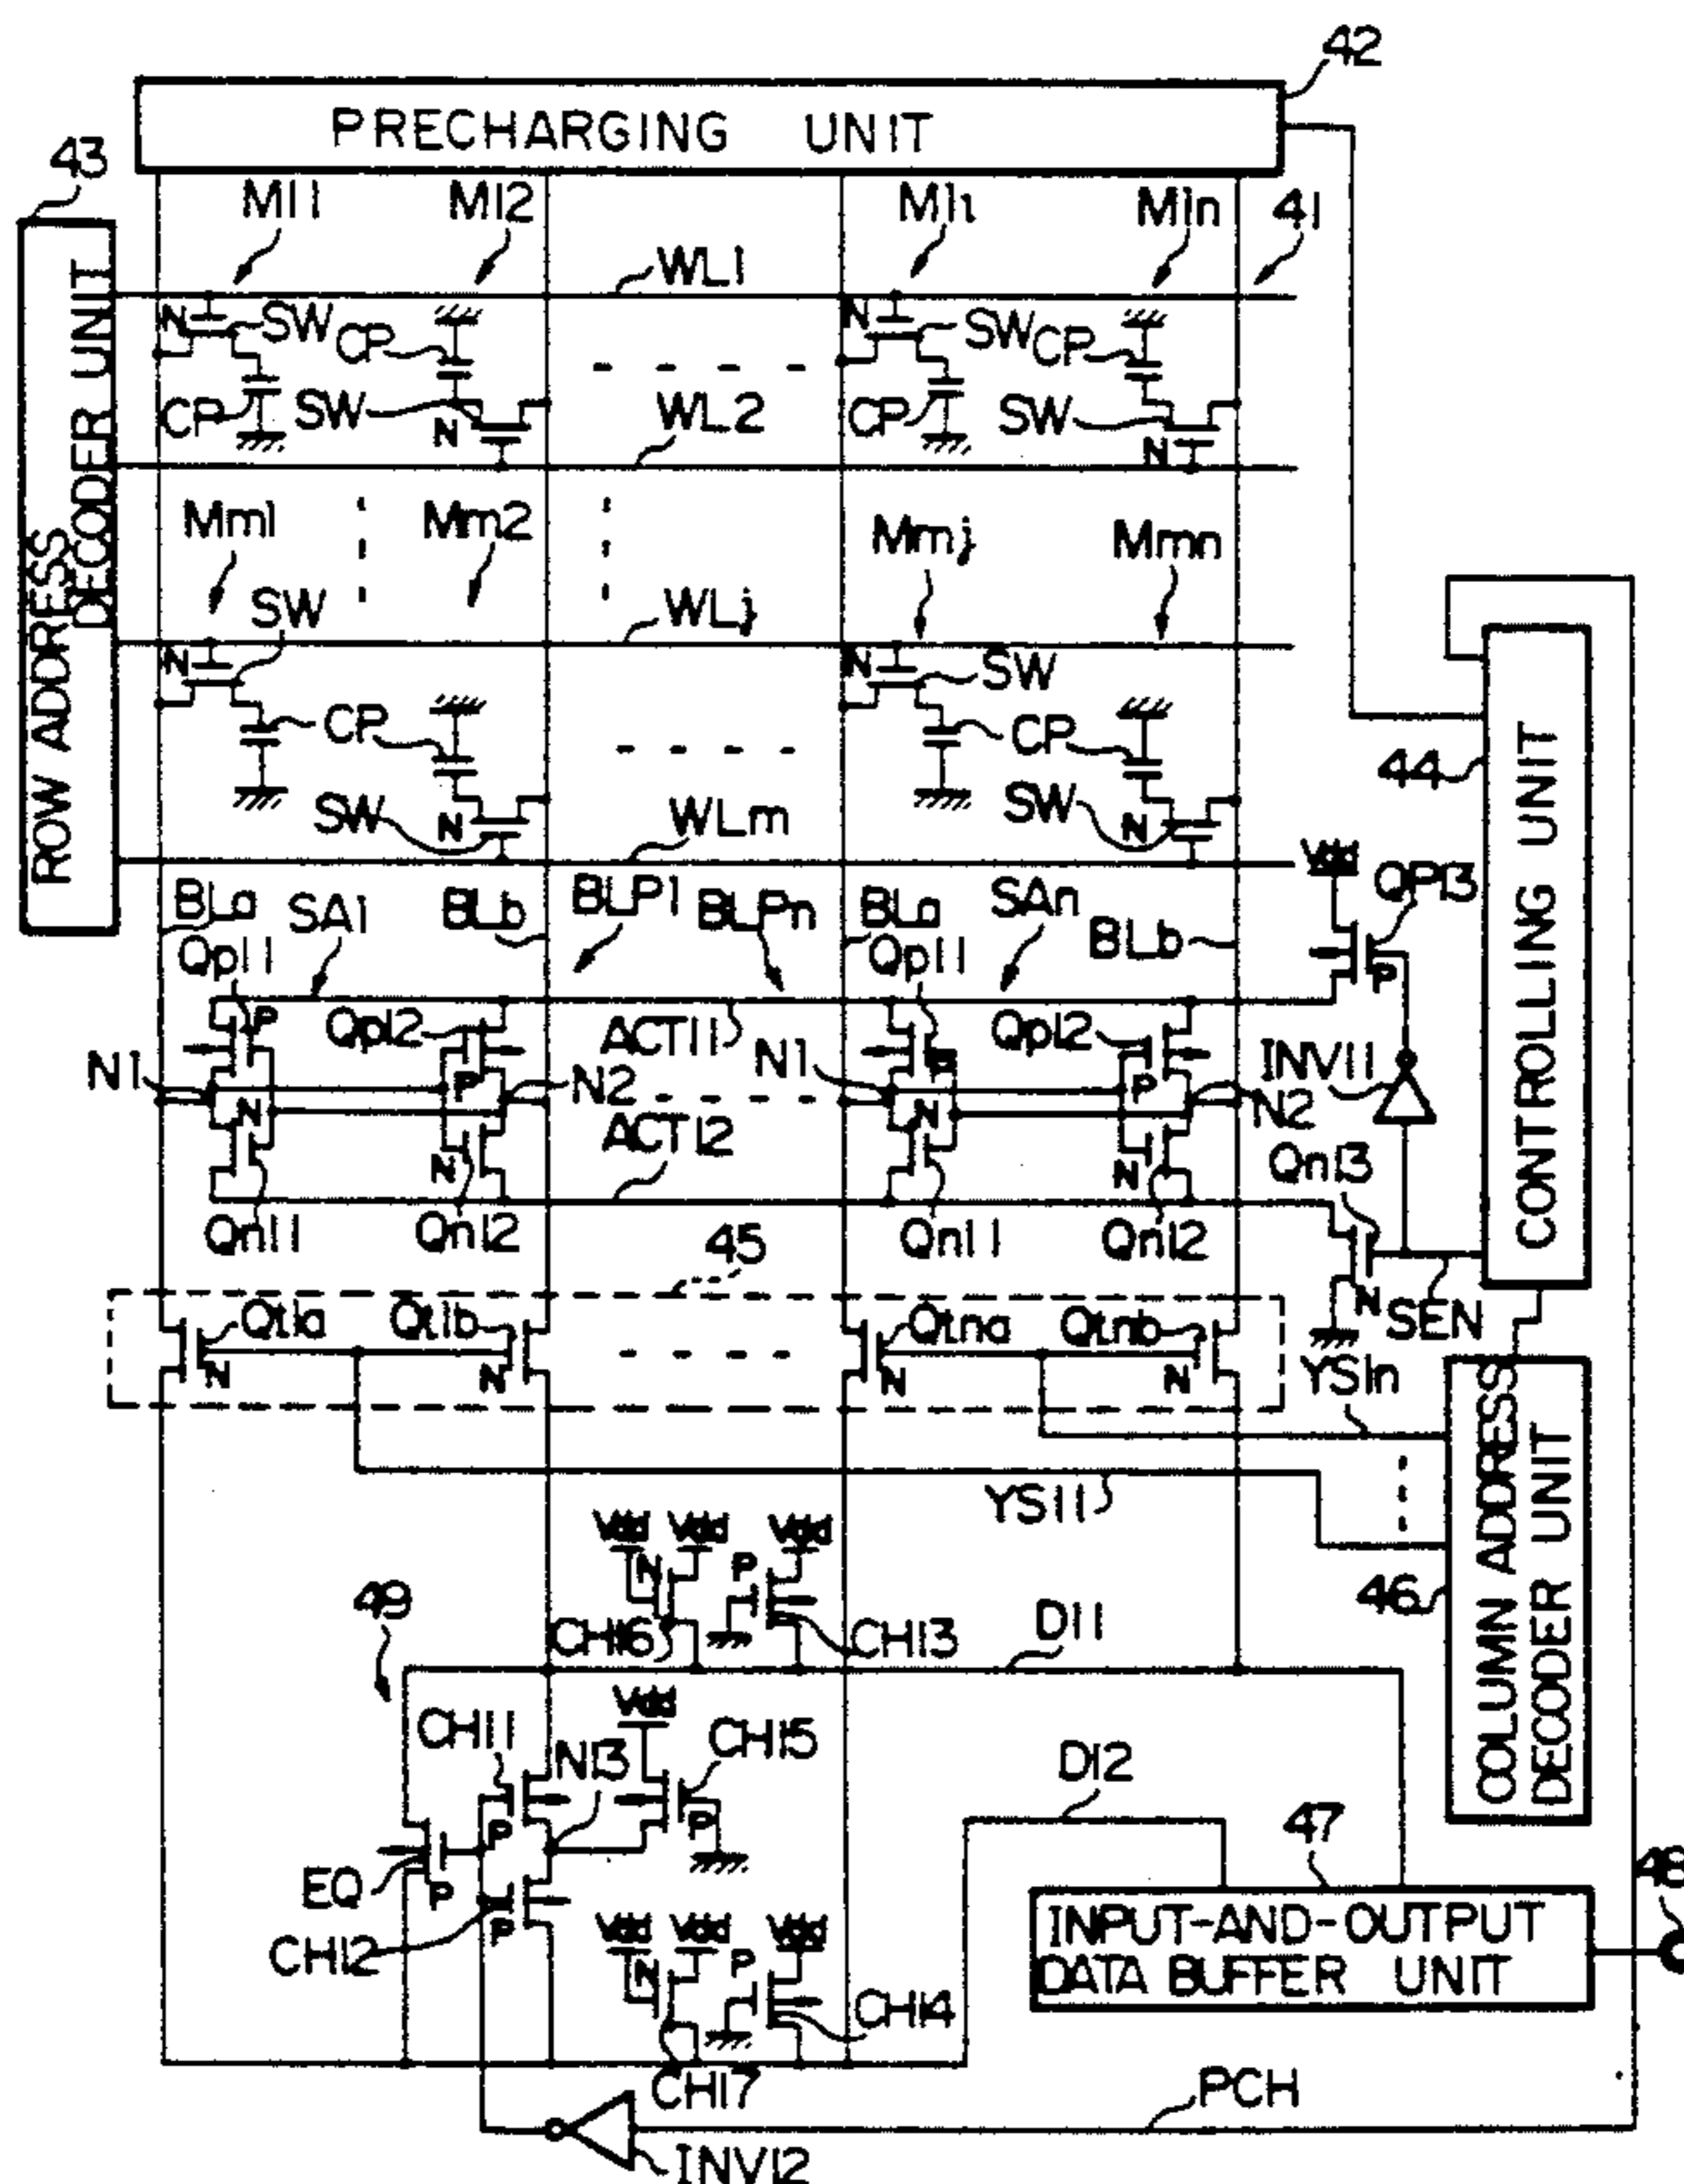 42
PRECHARGING UNIT
43
M11
M12
M1i
M1n
41
ROW ADDRESS
DECODER UNIT
WL1
N
SW
CP
N
SW
CP
CP
SW
N
WL2
CP
SW
N
Mm1
Mm2
Mmj
Mmn
SW
WLj
N
N
SW
CP
CP
44
CONTROLLING UNIT
SW
N
WLm
SW
N
Vdd
QP13
BLa
SA1
BLb
BLP1
BLPn
BLa
SAn
BLb
Qp11
Qp11
P
P
Qp12
ACT11
Qp12
P
INV11
N1
P
N2
N1
P
N2
N
ACT12
N
N
N
Qn13
Qn11
Qn12
45
Qn11
Qn12
N
SEN
Qt1a
Qt1b
Qtna
Qtnb
N
N
N
N
YS1n
YS11
46
COLUMN ADDRESS
DECODER UNIT
Vdd Vdd Vdd
N
P
49
CH16
CH13
D11
Vdd
CH11
N13
CH15
D12
P
P
47
48
EQ
P
P
CH12
Vdd Vdd Vdd
N
P
INPUT-AND-OUTPUT
DATA BUFFER UNIT
CH14
CH17
PCH
INV12